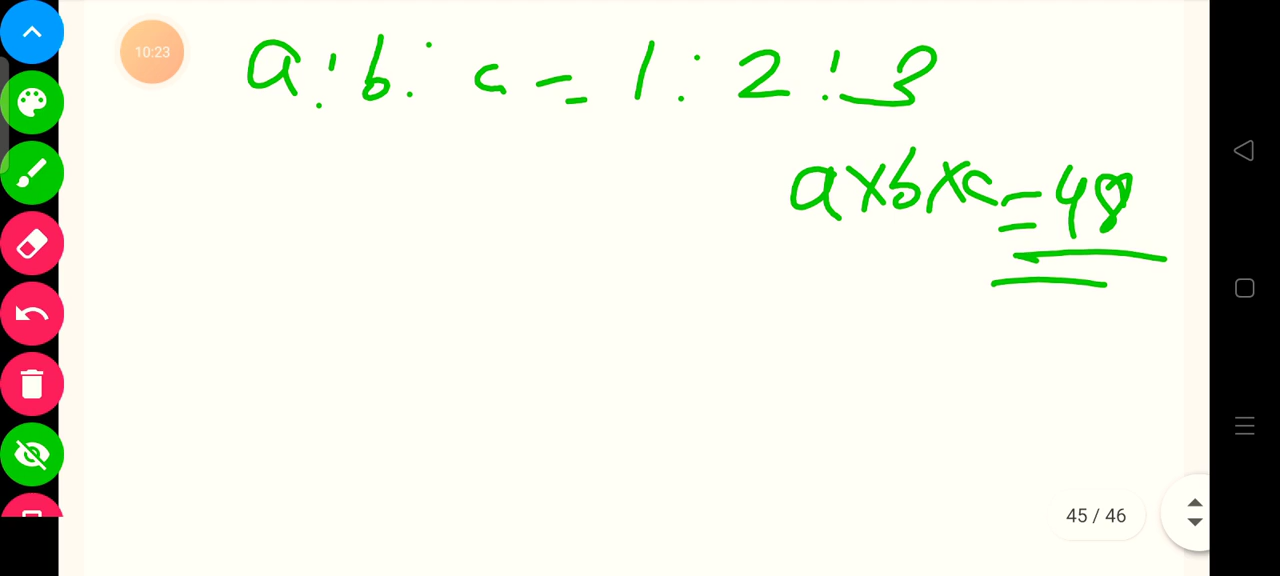 10:23
a : b : c = 1 : 2 : 3
a x b x c = 48
45 / 46